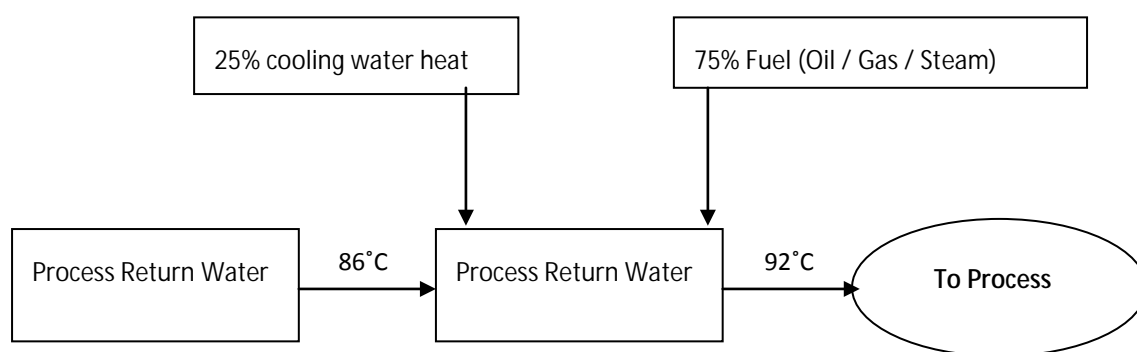 25% cooling water heat
75% Fuel (Oil / Gas / Steam)
Process Return Water
86˚C
Process Return Water
92˚C
To Process